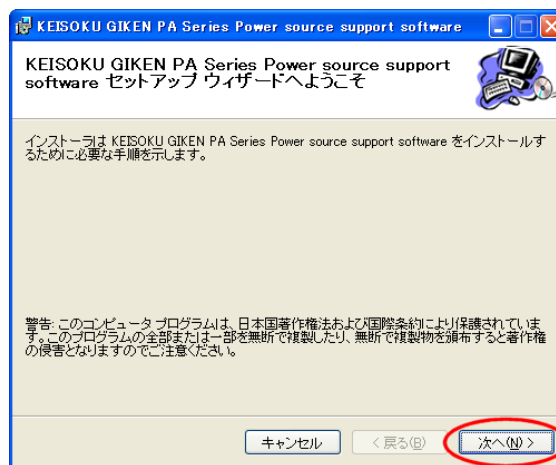 KEISOKU GIKEN PA Series Power source support software
KEISOKU GIKEN PA Series Power source support
software セットアップ ウィザードへようこそ
インストーラは KEISOKU GIKEN PA Series Power source support software をインストールす
るために必要な手順を示します。
警告: このコンピュータ プログラムは、日本国著作権法および国際条約により保護されていま
す。このプログラムの全部または一部を無断で複製したり、無断で複製物を頒布すると著作権
の侵害となりますのでご注意ください。
キャンセル < 戻る(B) 次へ(N) >